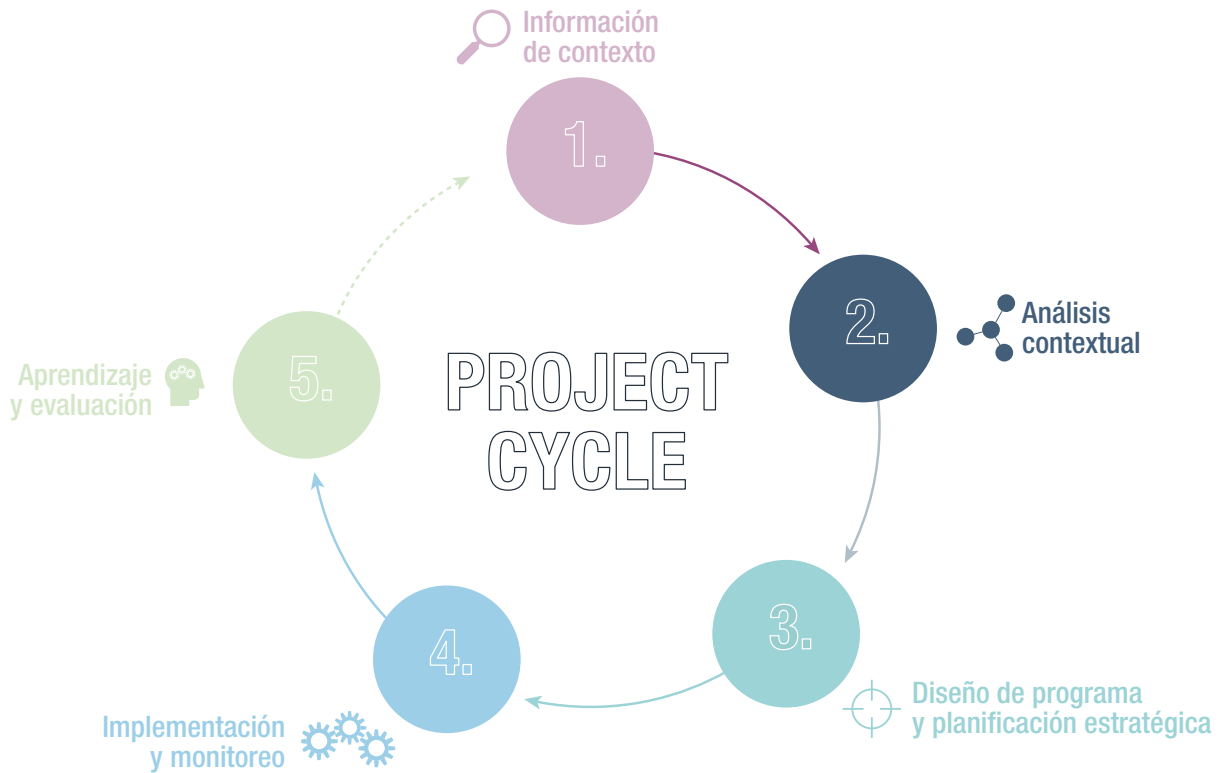 Información
de contexto
1.
2.
Análisis
contextual
PROJECT
CYCLE
5.
Aprendizaje
y evaluación
3.
Diseño de programa
y planificación estratégica
4.
Implementación
y monitoreo